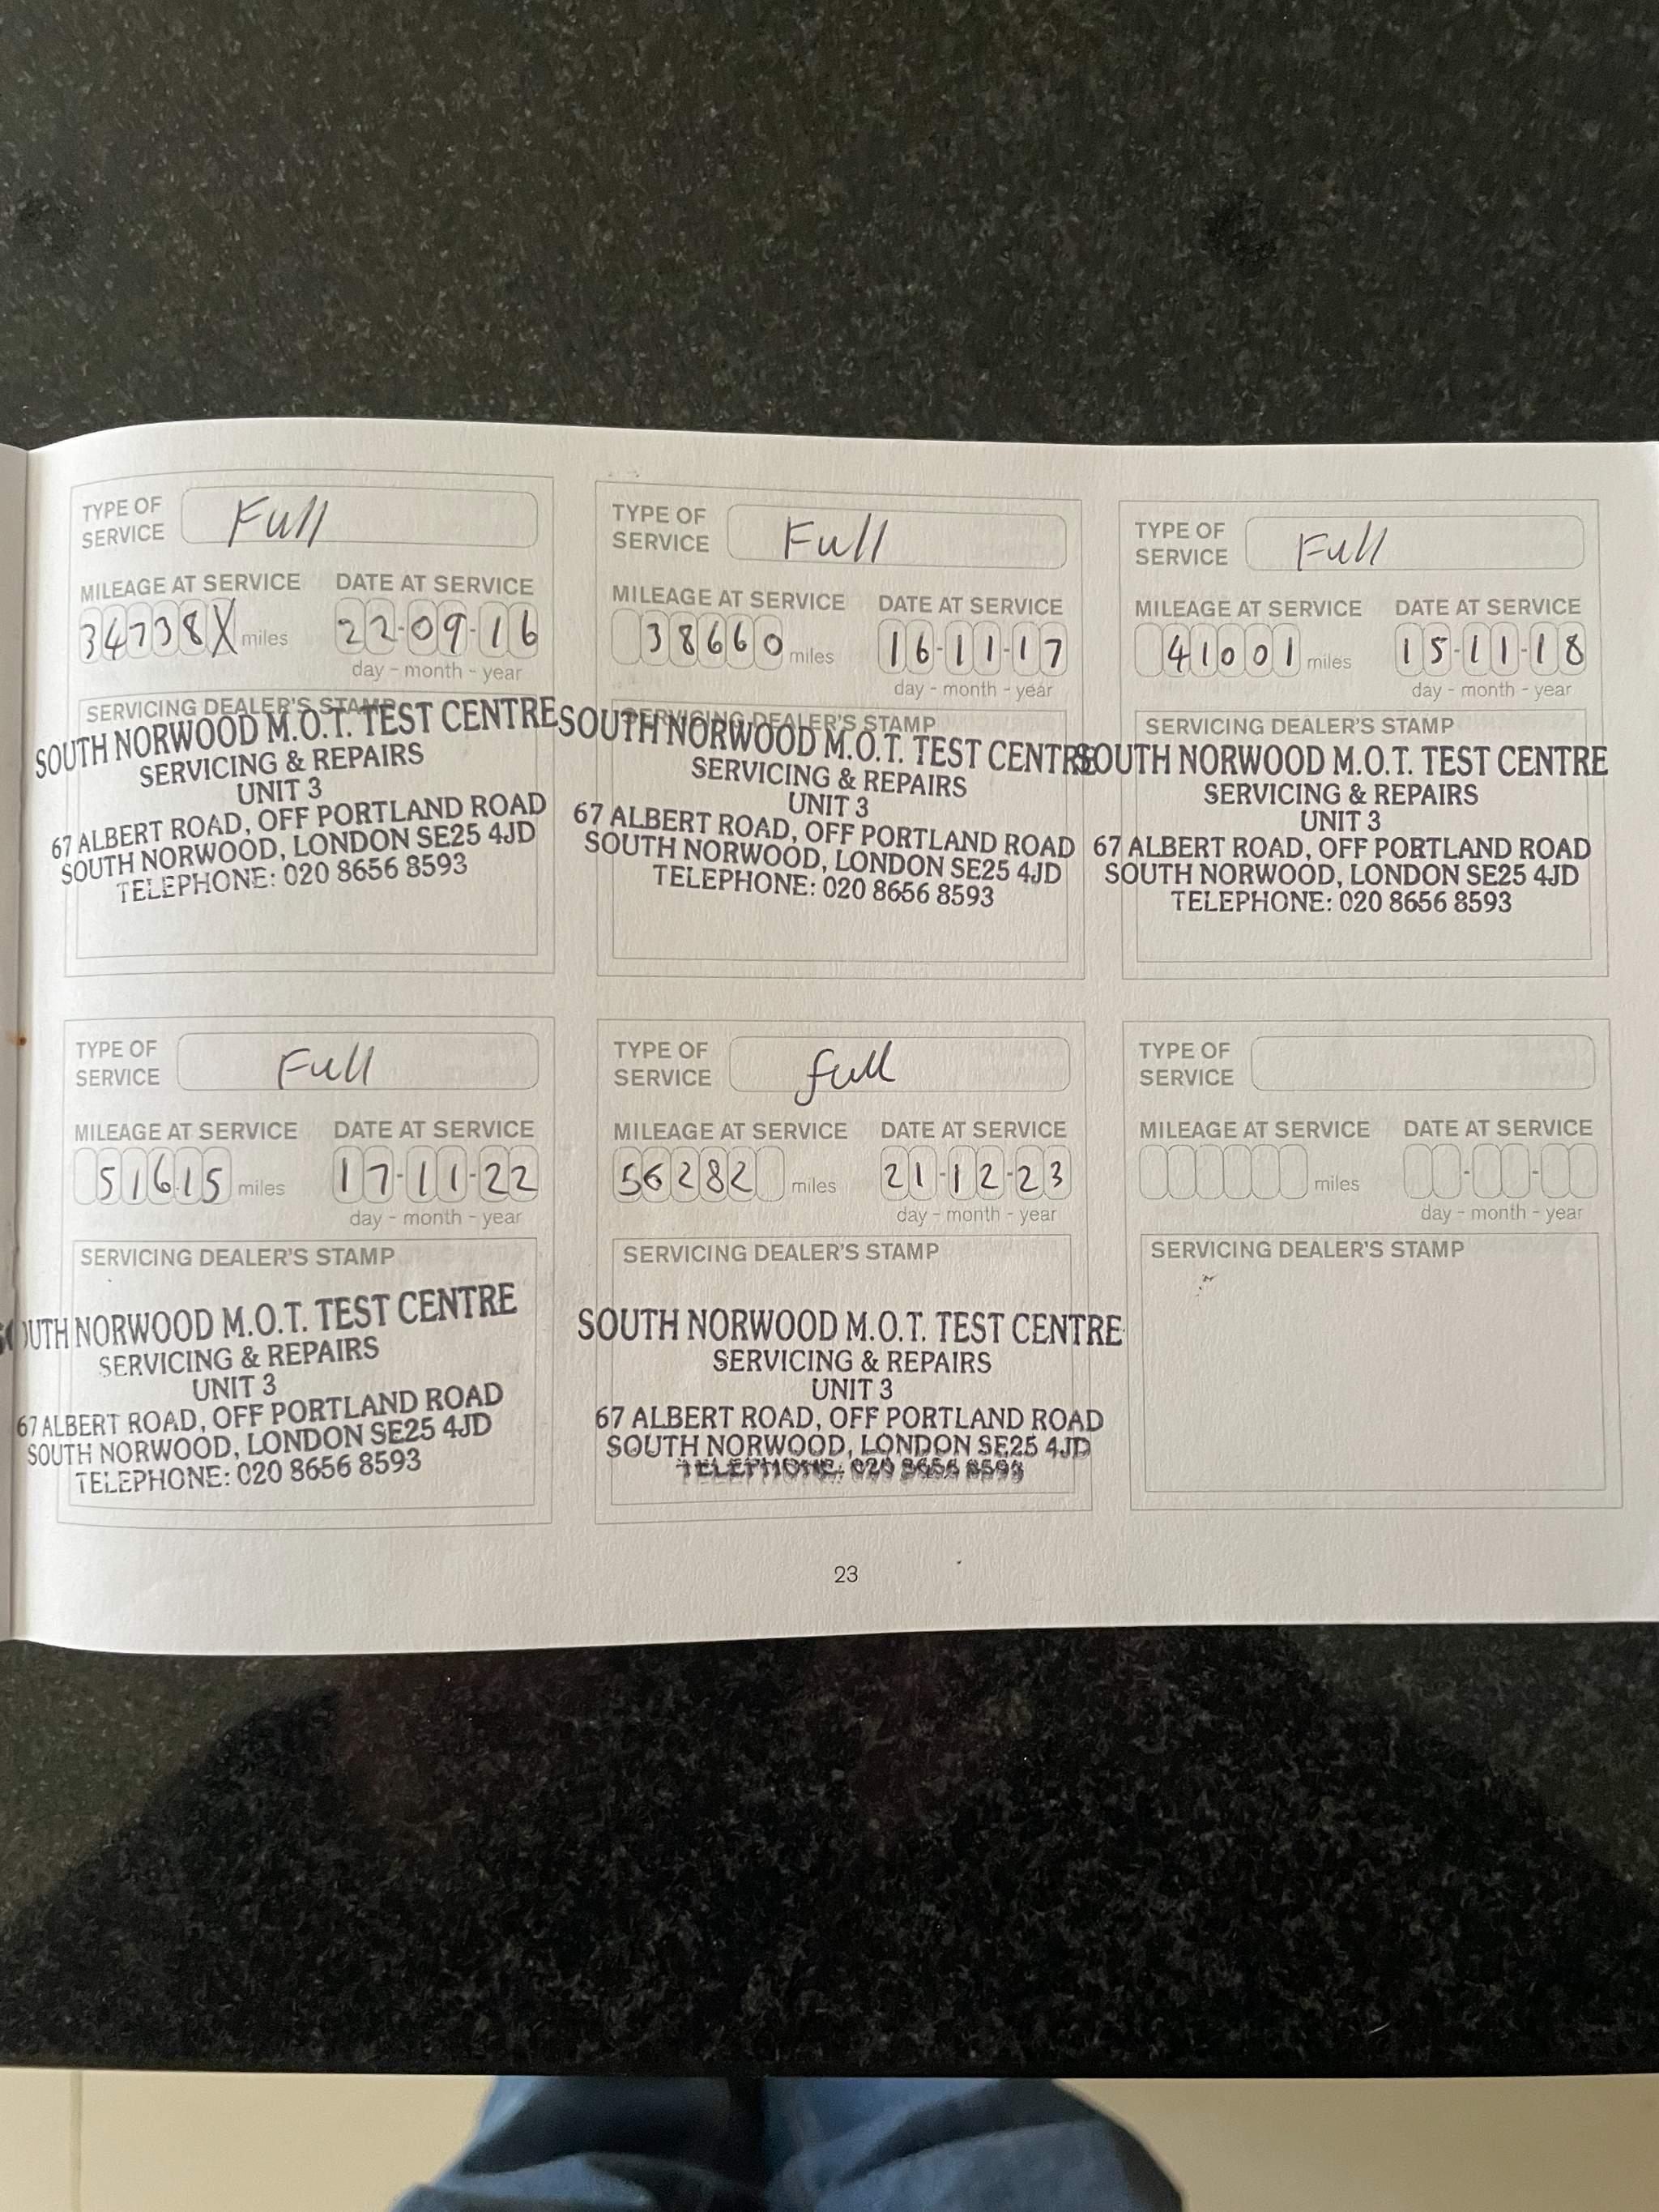 TYPE OF
SERVICE Full
MILEAGE AT SERVICE DATE AT SERVICE
34738X miles 22-09-16
day - month - year
SERVICING DEALER'S STAMP
SOUTH NORWOOD M.O.T. TEST CENTRE
SERVICING & REPAIRS
UNIT 3
67 ALBERT ROAD, OFF PORTLAND ROAD
SOUTH NORWOOD, LONDON SE25 4JD
TELEPHONE: 020 8656 8593
TYPE OF
SERVICE Full
MILEAGE AT SERVICE DATE AT SERVICE
38660 miles 16-11-17
day - month - year
SERVICING DEALER'S STAMP
SOUTH NORWOOD M.O.T. TEST CENTRE
SERVICING & REPAIRS
UNIT 3
67 ALBERT ROAD, OFF PORTLAND ROAD
SOUTH NORWOOD, LONDON SE25 4JD
TELEPHONE: 020 8656 8593
TYPE OF
SERVICE Full
MILEAGE AT SERVICE DATE AT SERVICE
41001 miles 15-11-18
day - month - year
SERVICING DEALER'S STAMP
SOUTH NORWOOD M.O.T. TEST CENTRE
SERVICING & REPAIRS
UNIT 3
67 ALBERT ROAD, OFF PORTLAND ROAD
SOUTH NORWOOD, LONDON SE25 4JD
TELEPHONE: 020 8656 8593
TYPE OF
SERVICE Full
MILEAGE AT SERVICE DATE AT SERVICE
51615 miles 17-11-22
day - month - year
SERVICING DEALER'S STAMP
SOUTH NORWOOD M.O.T. TEST CENTRE
SERVICING & REPAIRS
UNIT 3
67 ALBERT ROAD, OFF PORTLAND ROAD
SOUTH NORWOOD, LONDON SE25 4JD
TELEPHONE: 020 8656 8593
TYPE OF
SERVICE full
MILEAGE AT SERVICE DATE AT SERVICE
56282 miles 21-12-23
day - month - year
SERVICING DEALER'S STAMP
SOUTH NORWOOD M.O.T. TEST CENTRE
SERVICING & REPAIRS
UNIT 3
67 ALBERT ROAD, OFF PORTLAND ROAD
SOUTH NORWOOD, LONDON SE25 4JD
TELEPHONE: 020 8656 8593
TYPE OF
SERVICE
MILEAGE AT SERVICE DATE AT SERVICE
miles - -
day - month - year
SERVICING DEALER'S STAMP
23